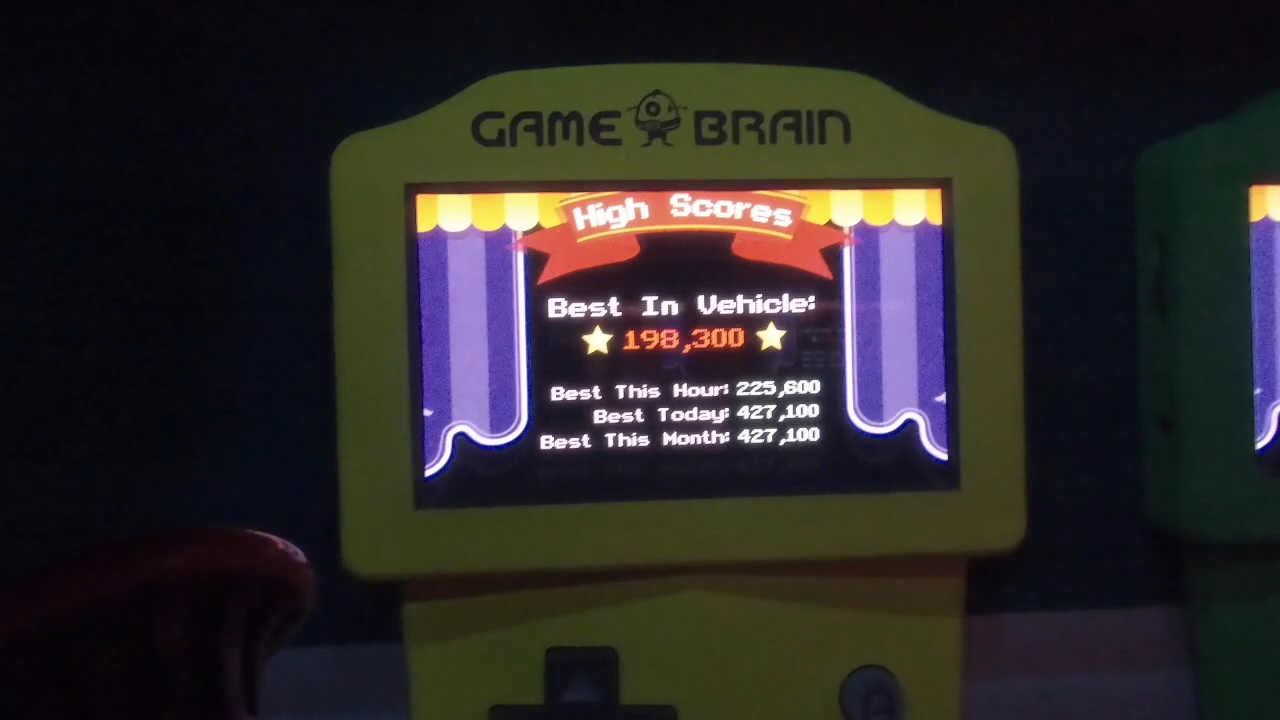 GAME BRAIN
High Scores
Best In Vehicle:
198,300
Best This Hour: 225,600
Best Today: 427,100
Best This Month: 427,100